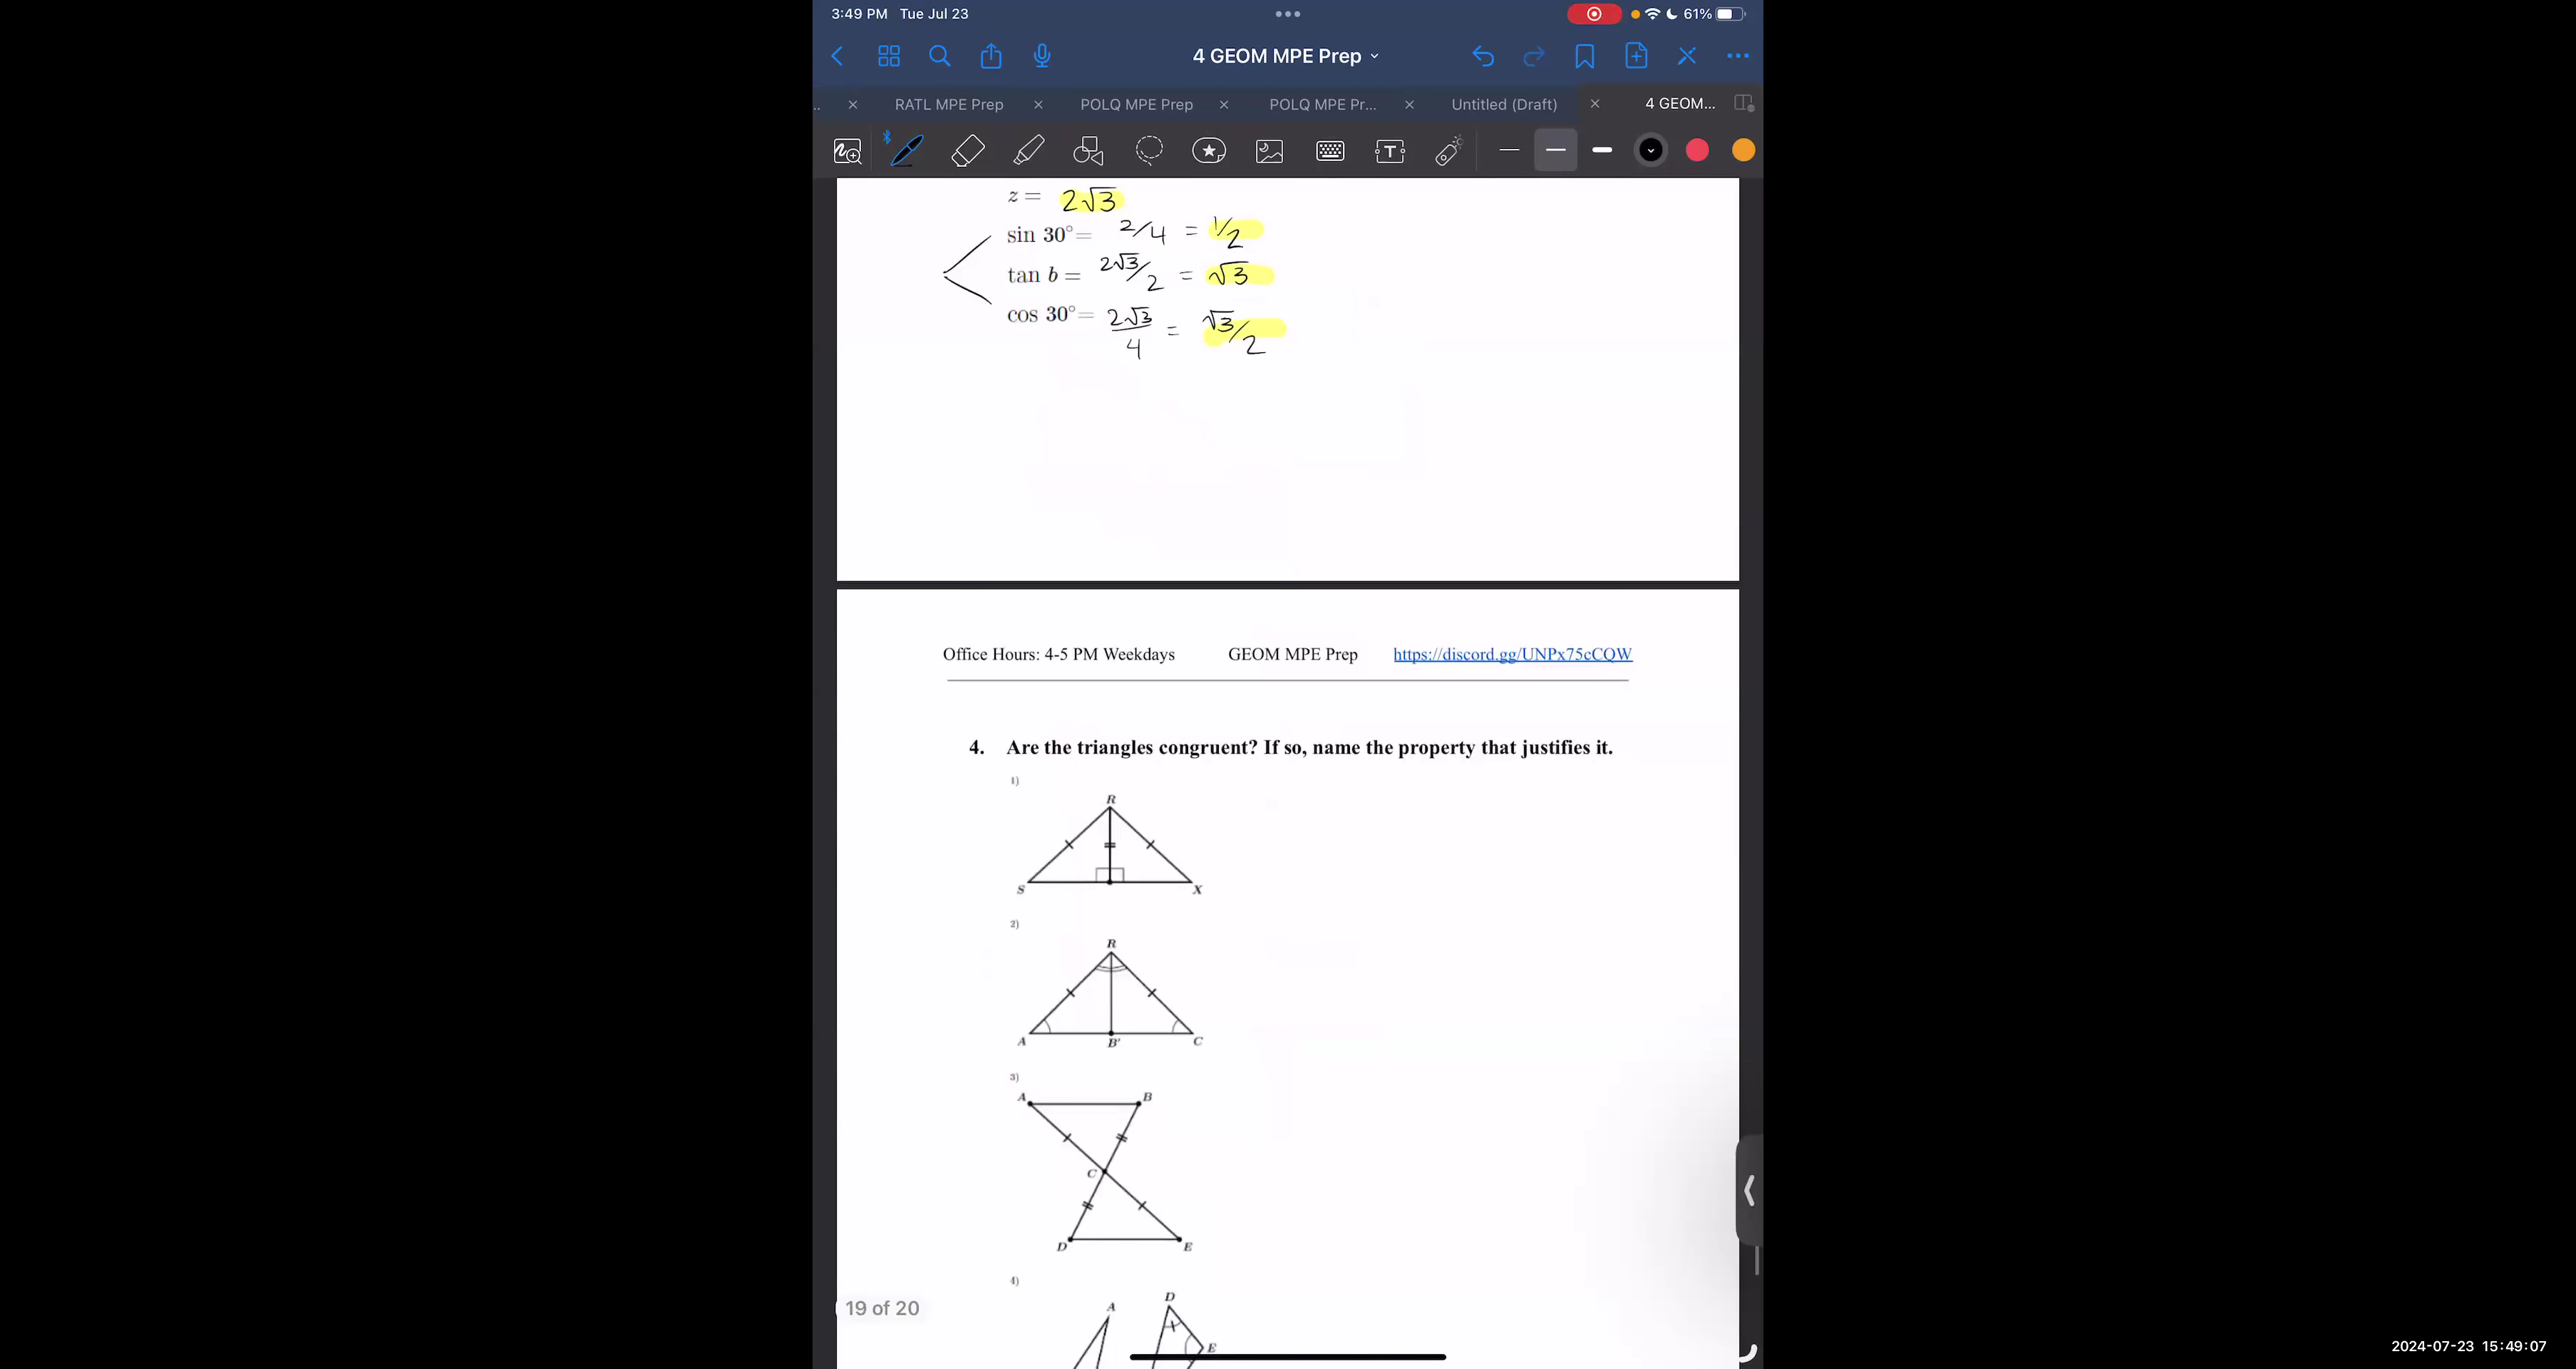 3:49 PM Tue Jul 23
61%
4 GEOM MPE Prep
.. RATL MPE Prep POLQ MPE Prep POLQ MPE Pr... Untitled (Draft) 4 GEOM...
z = 2√3
sin 30° = 2/4 = 1/2
tan b = 2√3/2 = √3
cos 30° = 2√3/4 = √3/2
Office Hours: 4-5 PM Weekdays GEOM MPE Prep https://discord.gg/UNPx75cCQW
4. Are the triangles congruent? If so, name the property that justifies it.
1)
R
S X
2)
R
A B' C
3)
A B
C
D E
4)
D
A
E
19 of 20
2024-07-23 15:49:07